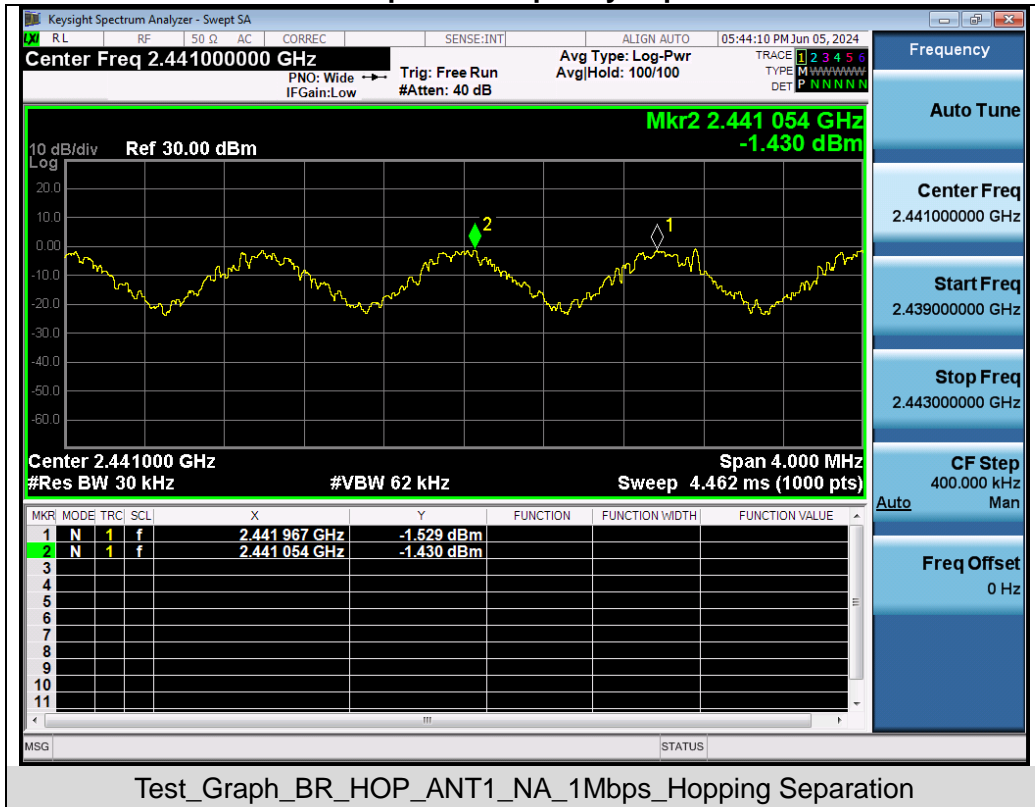 Keysight Spectrum Analyzer - Swept SA
LXI RL RF 50 Ω AC CORREC SENSE:INT ALIGN AUTO 05:44:10 PM Jun 05, 2024
Center Freq 2.441000000 GHz
PNO: Wide
IFGain:Low
Trig: Free Run
#Atten: 40 dB
Avg Type: Log-Pwr
Avg|Hold: 100/100
TRACE 1 2 3 4 5 6
TYPE M WWWWW
DET P N N N N N
Mkr2 2.441 054 GHz
-1.430 dBm
10 dB/div Ref 30.00 dBm
Log
20.0
10.0
0.00
-10.0
-20.0
-30.0
-40.0
-50.0
-60.0
2
1
Center 2.441000 GHz Span 4.000 MHz
#Res BW 30 kHz #VBW 62 kHz Sweep 4.462 ms (1000 pts)
MKR MODE TRC SCL X Y FUNCTION FUNCTION WIDTH FUNCTION VALUE
1 N 1 f 2.441 967 GHz -1.529 dBm
2 N 1 f 2.441 054 GHz -1.430 dBm
3
4
5
6
7
8
9
10
11
MSG STATUS
Frequency
Auto Tune
Center Freq
2.441000000 GHz
Start Freq
2.439000000 GHz
Stop Freq
2.443000000 GHz
CF Step
400.000 kHz
Auto Man
Freq Offset
0 Hz
Test_Graph_BR_HOP_ANT1_NA_1Mbps_Hopping Separation